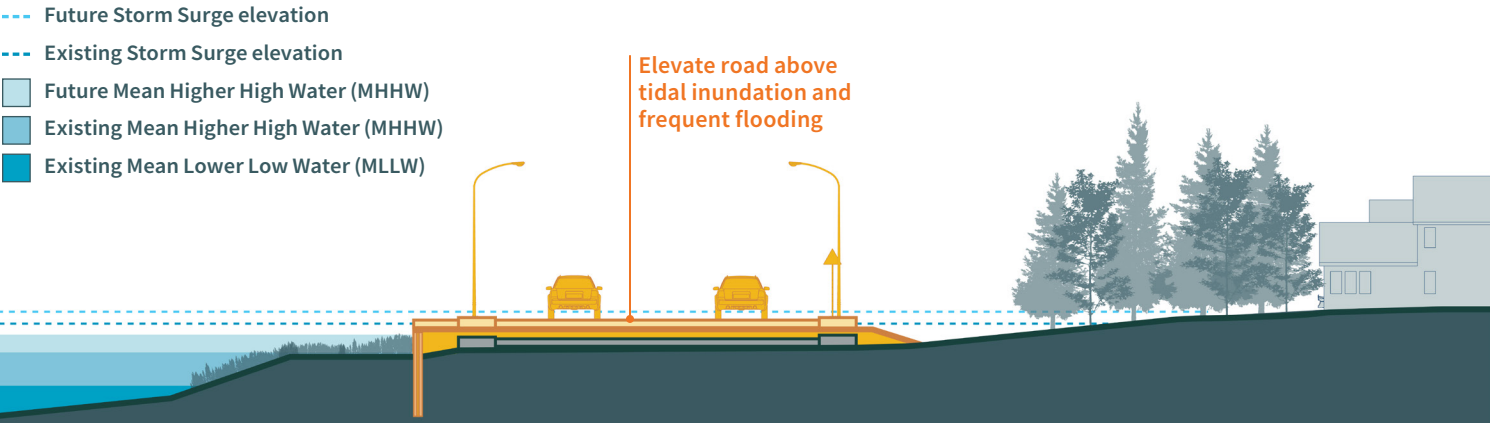 Future Storm Surge elevation
Existing Storm Surge elevation
Future Mean Higher High Water (MHHW)
Existing Mean Higher High Water (MHHW)
Existing Mean Lower Low Water (MLLW)
Elevate road above
tidal inundation and
frequent flooding